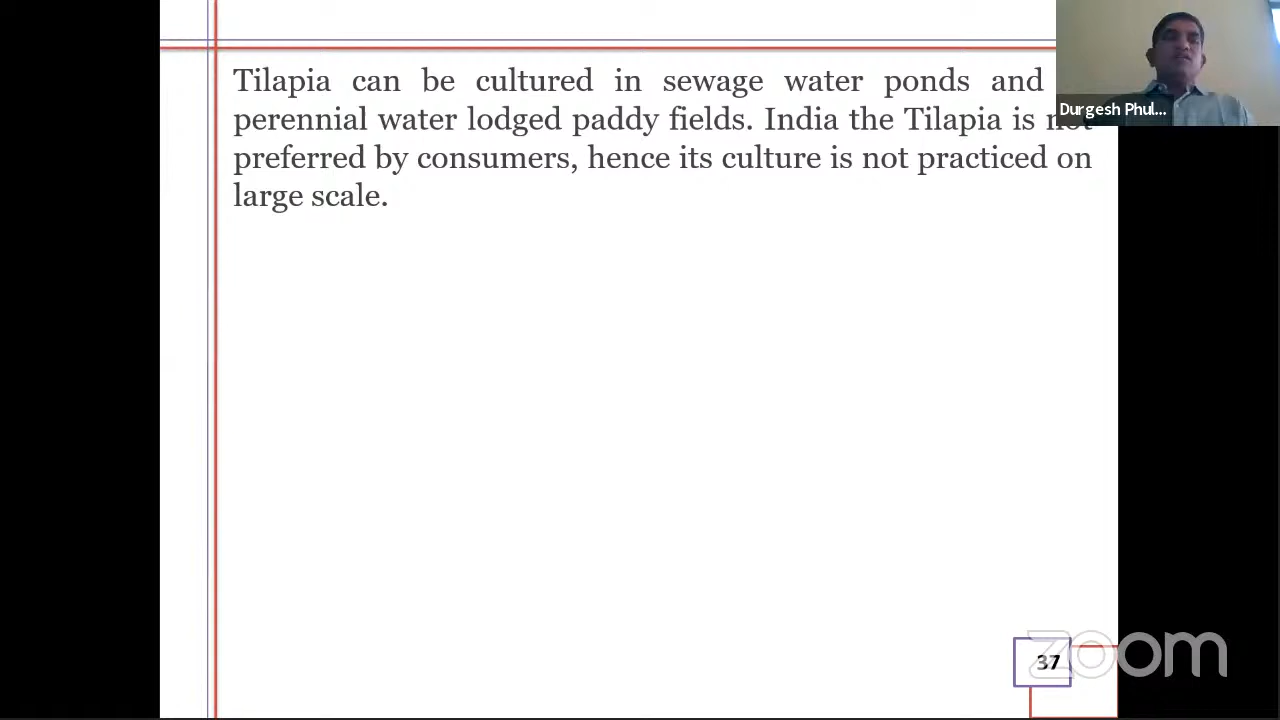 Tilapia can be cultured in sewage water ponds and
perennial water lodged paddy fields. India the Tilapia is not
preferred by consumers, hence its culture is not practiced on
large scale.
Durgesh Phul...
37
zoom